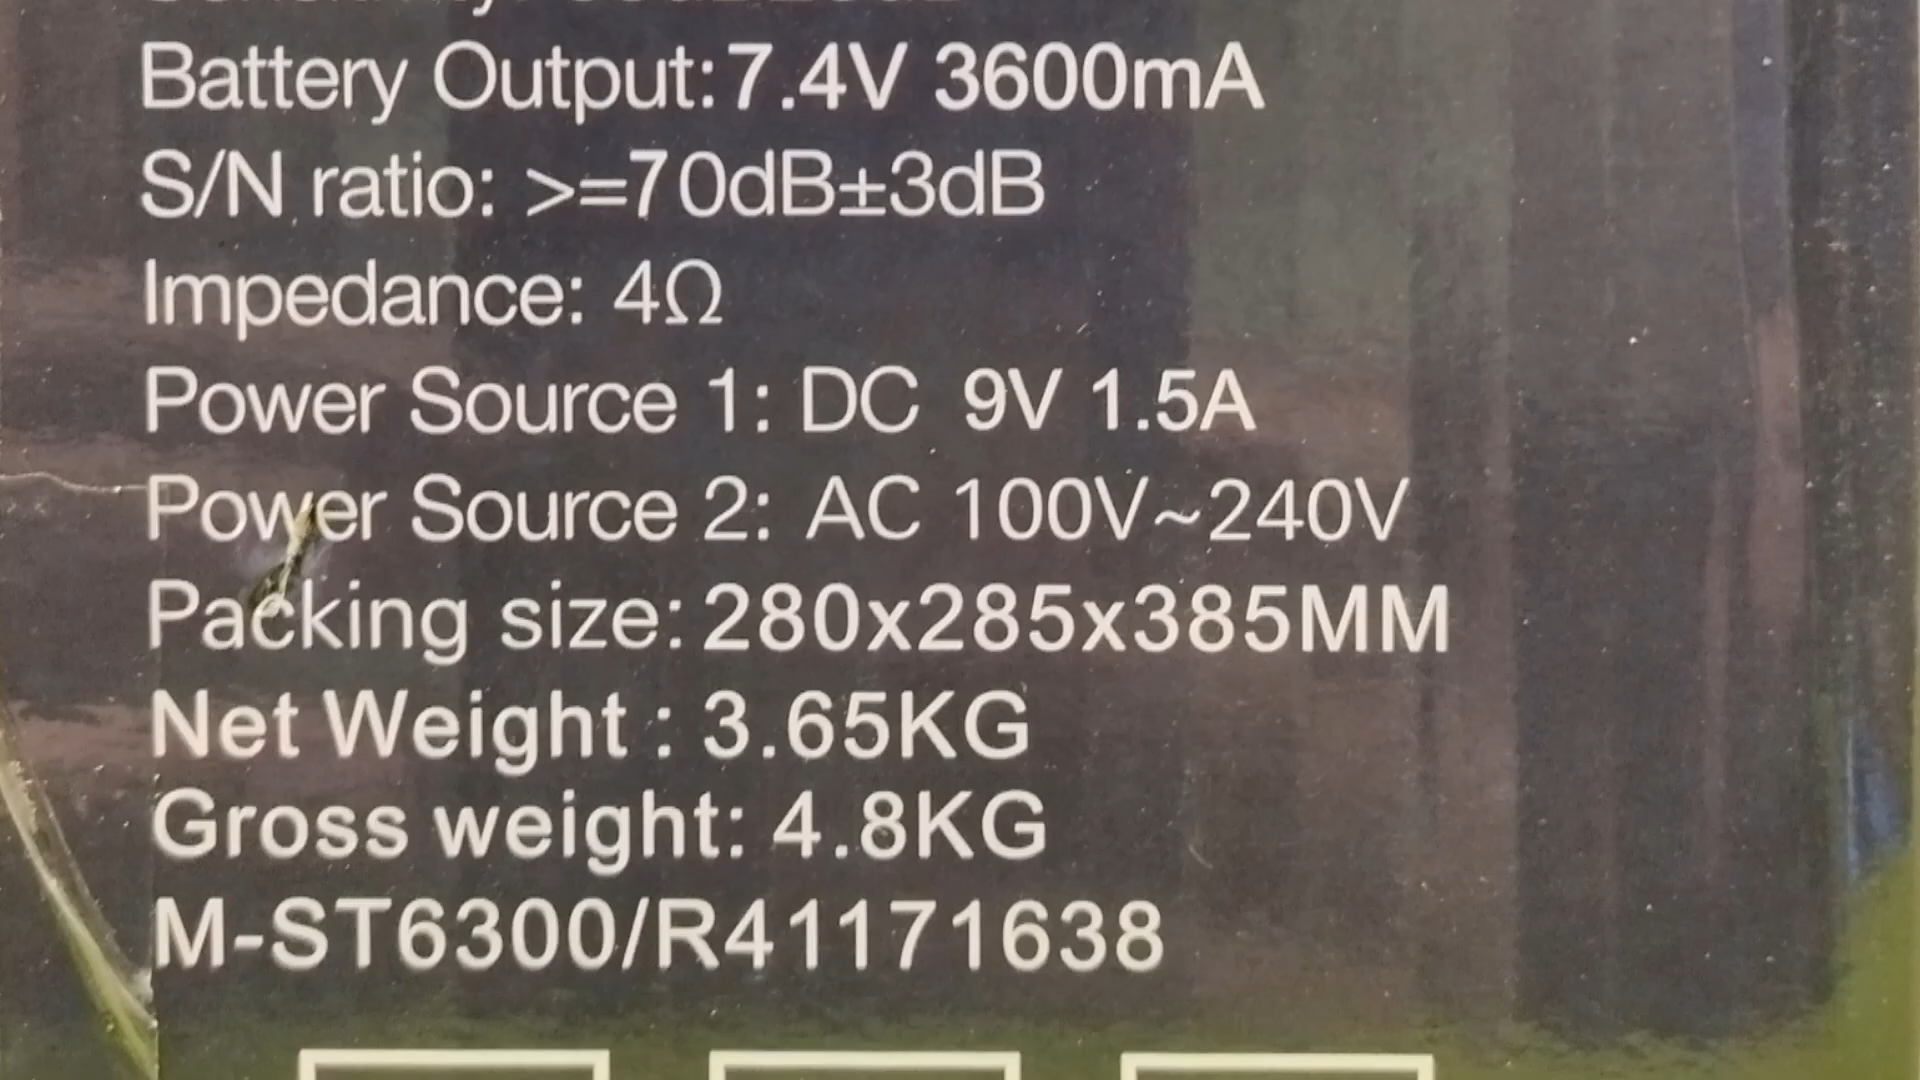 Battery Output: 7.4V 3600mA
S/N ratio: >=70dB±3dB
Impedance: 4Ω
Power Source 1: DC 9V 1.5A
Power Source 2: AC 100V~240V
Packing size: 280x285x385MM
Net Weight : 3.65KG
Gross weight: 4.8KG
M-ST6300/R41171638